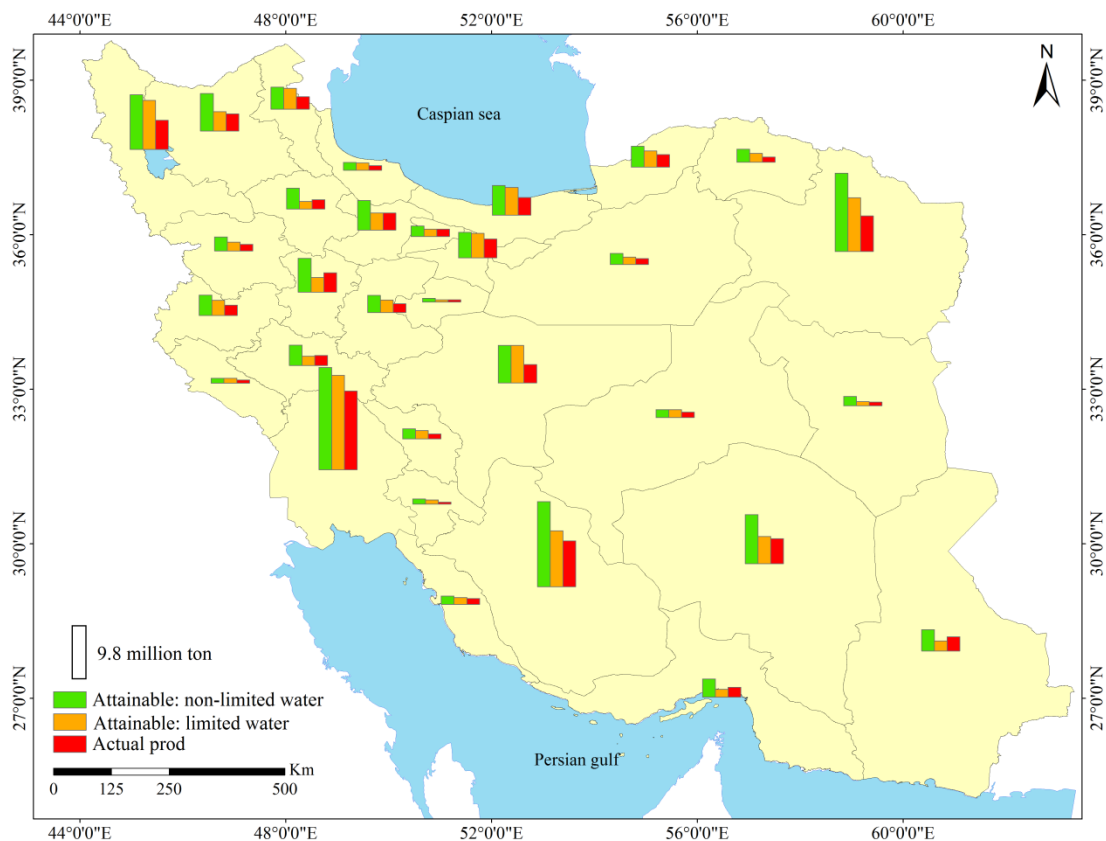 44°0'0"E 48°0'0"E 52°0'0"E 56°0'0"E 60°0'0"E
N
39°0'0"N 39°0'0"N
Caspian sea
36°0'0"N 36°0'0"N
33°0'0"N 33°0'0"N
30°0'0"N 30°0'0"N
9.8 million ton
27°0'0"N 27°0'0"N
Attainable: non-limited water
Attainable: limited water
Actual prod
Persian gulf
Km
0 125 250 500
44°0'0"E 48°0'0"E 52°0'0"E 56°0'0"E 60°0'0"E